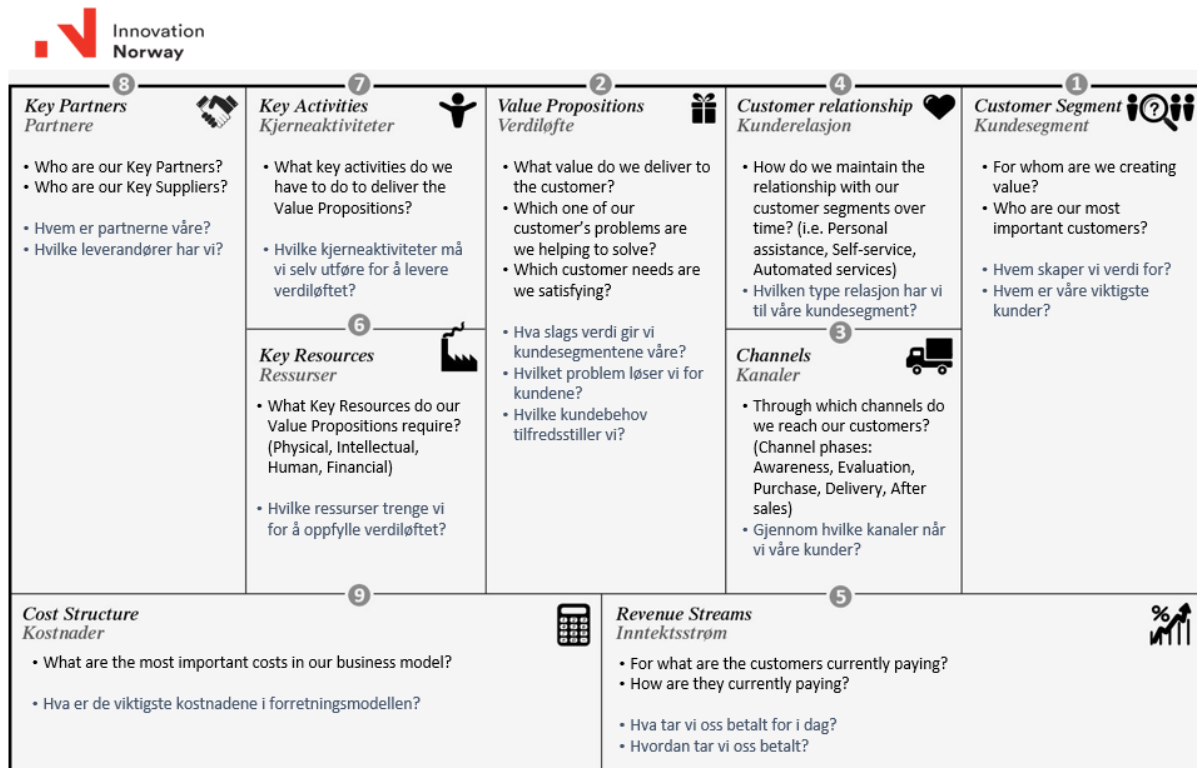 Innovation
Norway
8
Key Partners
Partnere
• Who are our Key Partners?
• Who are our Key Suppliers?
• Hvem er partnerne våre?
• Hvilke leverandører har vi?
7
Key Activities
Kjerneaktiviteter
• What key activities do we
have to do to deliver the
Value Propositions?
• Hvilke kjerneaktiviteter må
vi selv utføre for å levere
verdiløftet?
6
Key Resources
Ressurser
• What Key Resources do our
Value Propositions require?
(Physical, Intellectual,
Human, Financial)
• Hvilke ressurser trenge vi
for å oppfylle verdiløftet?
2
Value Propositions
Verdiløfte
• What value do we deliver to
the customer?
• Which one of our
customer's problems are
we helping to solve?
• Which customer needs are
we satisfying?
• Hva slags verdi gir vi
kundesegmentene våre?
• Hvilket problem løser vi for
kundene?
• Hvilke kundebehov
tilfredsstiller vi?
4
Customer relationship
Kunderelasjon
• How do we maintain the
relationship with our
customer segments over
time? (i.e. Personal
assistance, Self-service,
Automated services)
• Hvilken type relasjon har vi
til våre kundesegment?
3
Channels
Kanaler
• Through which channels do
we reach our customers?
(Channel phases:
Awareness, Evaluation,
Purchase, Delivery, After
sales)
• Gjennom hvilke kanaler når
vi våre kunder?
1
Customer Segment
Kundesegment
• For whom are we creating
value?
• Who are our most
important customers?
• Hvem skaper vi verdi for?
• Hvem er våre viktigste
kunder?
9
Cost Structure
Kostnader
• What are the most important costs in our business model?
• Hva er de viktigste kostnadene i forretningsmodellen?
5
Revenue Streams
Inntektsstrøm
%
• For what are the customers currently paying?
• How are they currently paying?
• Hva tar vi oss betalt for i dag?
• Hvordan tar vi oss betalt?